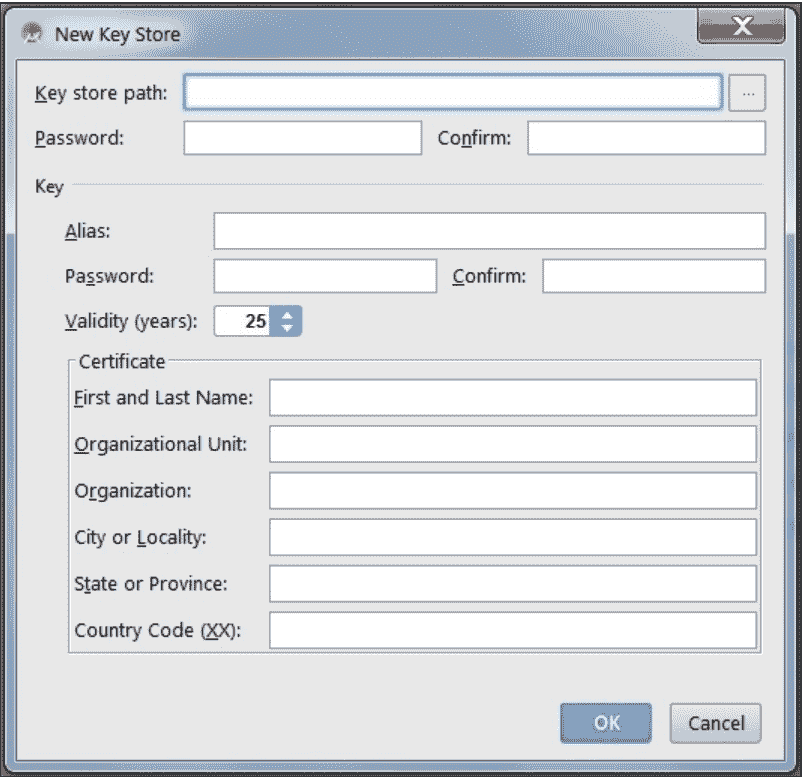 New Key Store
Key store path:
...
Password:
Confirm:
Key
Alias:
Password:
Confirm:
Validity (years): 25
Certificate
First and Last Name:
Organizational Unit:
Organization:
City or Locality:
State or Province:
Country Code (XX):
OK
Cancel